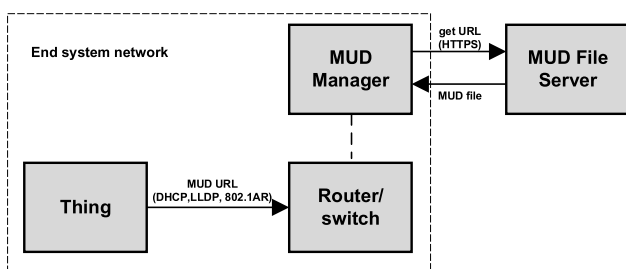 End system network
MUD
Manager
get URL
(HTTPS)
MUD file
MUD File
Server
Thing
MUD URL
(DHCP,LLDP, 802.1AR)
Router/
switch